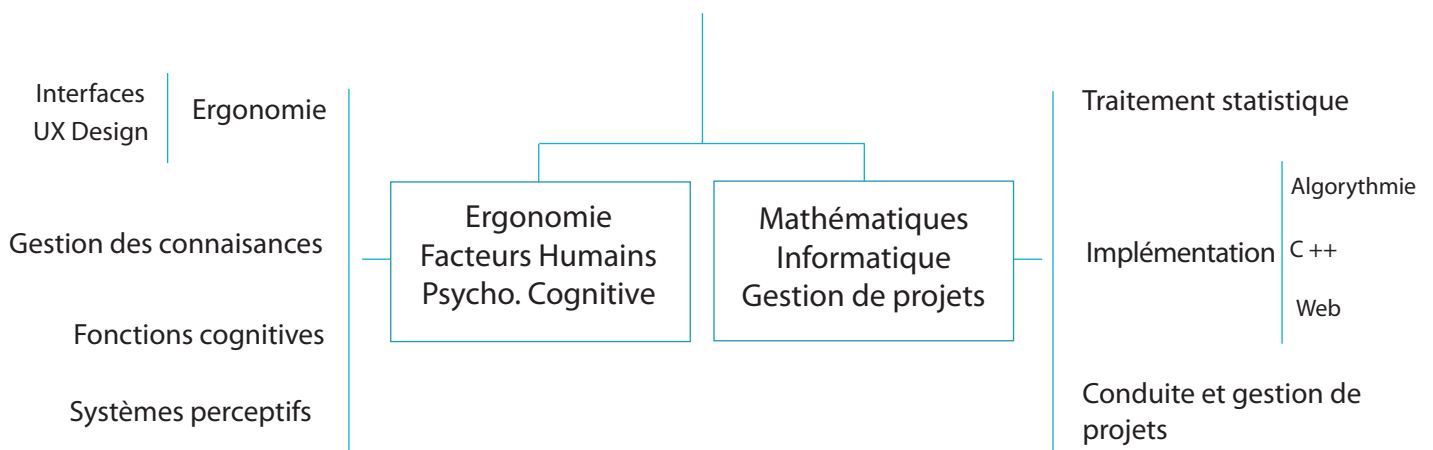 Interfaces
UX Design
Ergonomie
Gestion des connaisances
Fonctions cognitives
Systèmes perceptifs
Ergonomie
Facteurs Humains
Psycho. Cognitive
Mathématiques
Informatique
Gestion de projets
Traitement statistique
Implémentation
Algorythmie
C ++
Web
Conduite et gestion de
projets